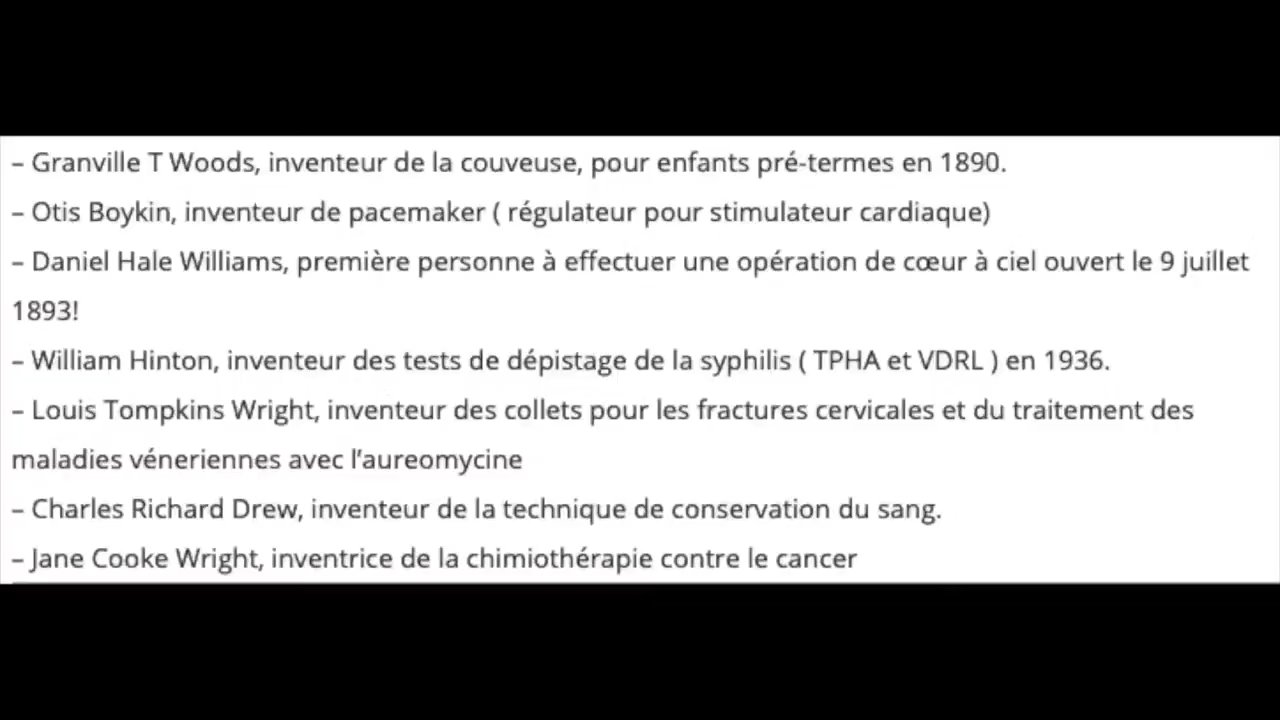 – Granville T Woods, inventeur de la couveuse, pour enfants pré-termes en 1890.
– Otis Boykin, inventeur de pacemaker ( régulateur pour stimulateur cardiaque)
– Daniel Hale Williams, première personne à effectuer une opération de cœur à ciel ouvert le 9 juillet
1893!
– William Hinton, inventeur des tests de dépistage de la syphilis ( TPHA et VDRL ) en 1936.
– Louis Tompkins Wright, inventeur des collets pour les fractures cervicales et du traitement des
maladies véneriennes avec l’aureomycine
– Charles Richard Drew, inventeur de la technique de conservation du sang.
– Jane Cooke Wright, inventrice de la chimiothérapie contre le cancer